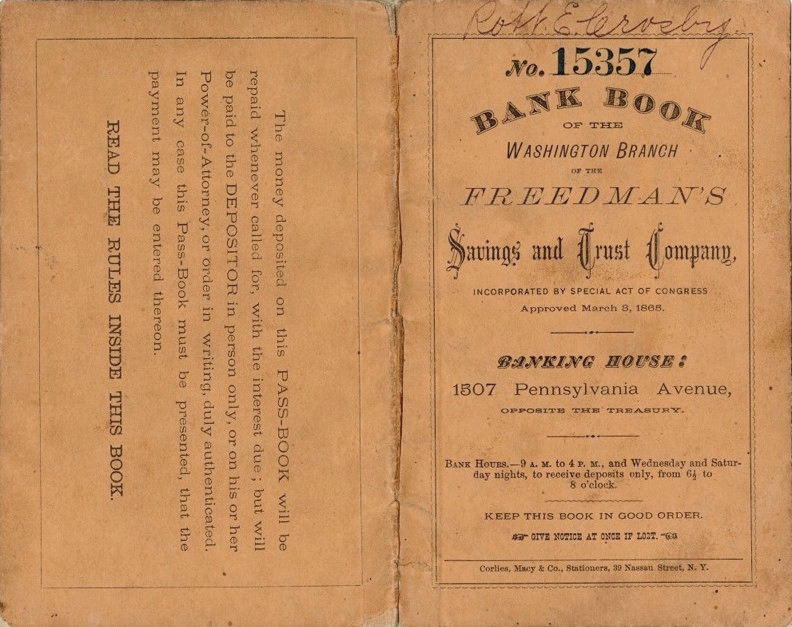 The money deposited on this PASS-BOOK will be
repaid whenever called for, with the interest due; but will
be paid to the DEPOSITOR in person only, or on his or her
Power-of-Attorney, or order in writing, duly authenticated.
In any case this Pass-Book must be presented, that the
payment may be entered thereon.
READ THE RULES INSIDE THIS BOOK.
Robt. E. Crosby.
No. 15357
BANK BOOK
OF THE
WASHINGTON BRANCH
OF THE
FREEDMAN'S
Savings and Trust Company,
INCORPORATED BY SPECIAL ACT OF CONGRESS
Approved March 3, 1865.
BANKING HOUSE:
1507 Pennsylvania Avenue,
OPPOSITE THE TREASURY.
BANK HOURS.—9 A. M. to 4 P. M., and Wednesday and Satur-
day nights, to receive deposits only, from 6½ to
8 o'clock.
KEEP THIS BOOK IN GOOD ORDER.
GIVE NOTICE AT ONCE IF LOST.
Corlies, Macy & Co., Stationers, 39 Nassau Street, N. Y.